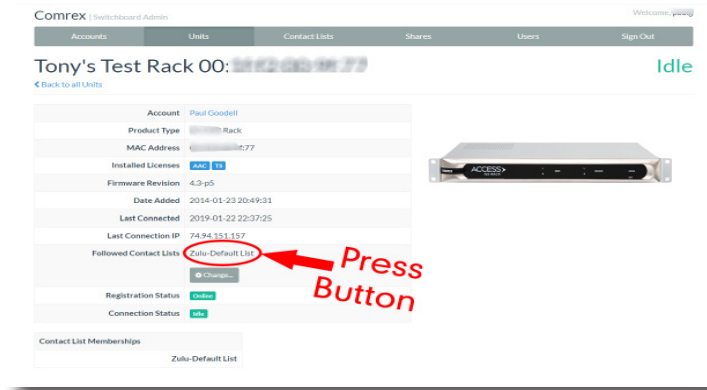 Comrex | Switchboard Admin
Welcome,
Accounts Units Contact Lists Shares Users Sign Out
Tony's Test Rack 00:
Idle
Back to all Units
Account Paul Goodell
Product Type Rack
MAC Address :77
Installed Licenses AAC TS
Firmware Revision 4.3-p5
Date Added 2014-01-23 20:49:31
Last Connected 2019-01-22 22:37:25
Last Connection IP 74.94.151.157
Followed Contact Lists Zulu-Default List
Change...
Registration Status Online
Connection Status Idle
Contact List Memberships
Zulu-Default List
ACCESS
Press
Button